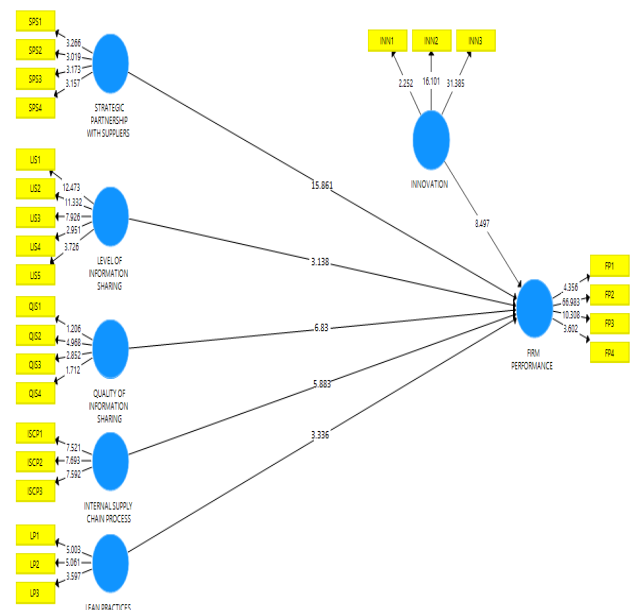 SPS1
SPS2
SPS3
SPS4
3.266
3.019
3.173
3.157
STRATEGIC
PARTNERSHIP
WITH SUPPLIERS
INN1
INN2
INN3
2.252
16.101
31.385
INNOVATION
15.861
8.497
LIS1
LIS2
LIS3
LIS4
LIS5
12.473
11.332
7.926
2.951
3.726
LEVEL OF
INFORMATION
SHARING
3.138
FP1
FP2
FP3
FP4
4.356
66.983
10.308
3.602
FIRM
PERFORMANCE
QIS1
QIS2
QIS3
QIS4
1.206
4.968
2.852
1.712
QUALITY OF
INFORMATION
SHARING
6.83
ISCP1
ISCP2
ISCP3
7.521
7.693
7.592
INTERNAL SUPPLY
CHAIN PROCESS
5.883
LP1
LP2
LP3
5.003
5.061
3.597
LEAN PRACTICES
3.336